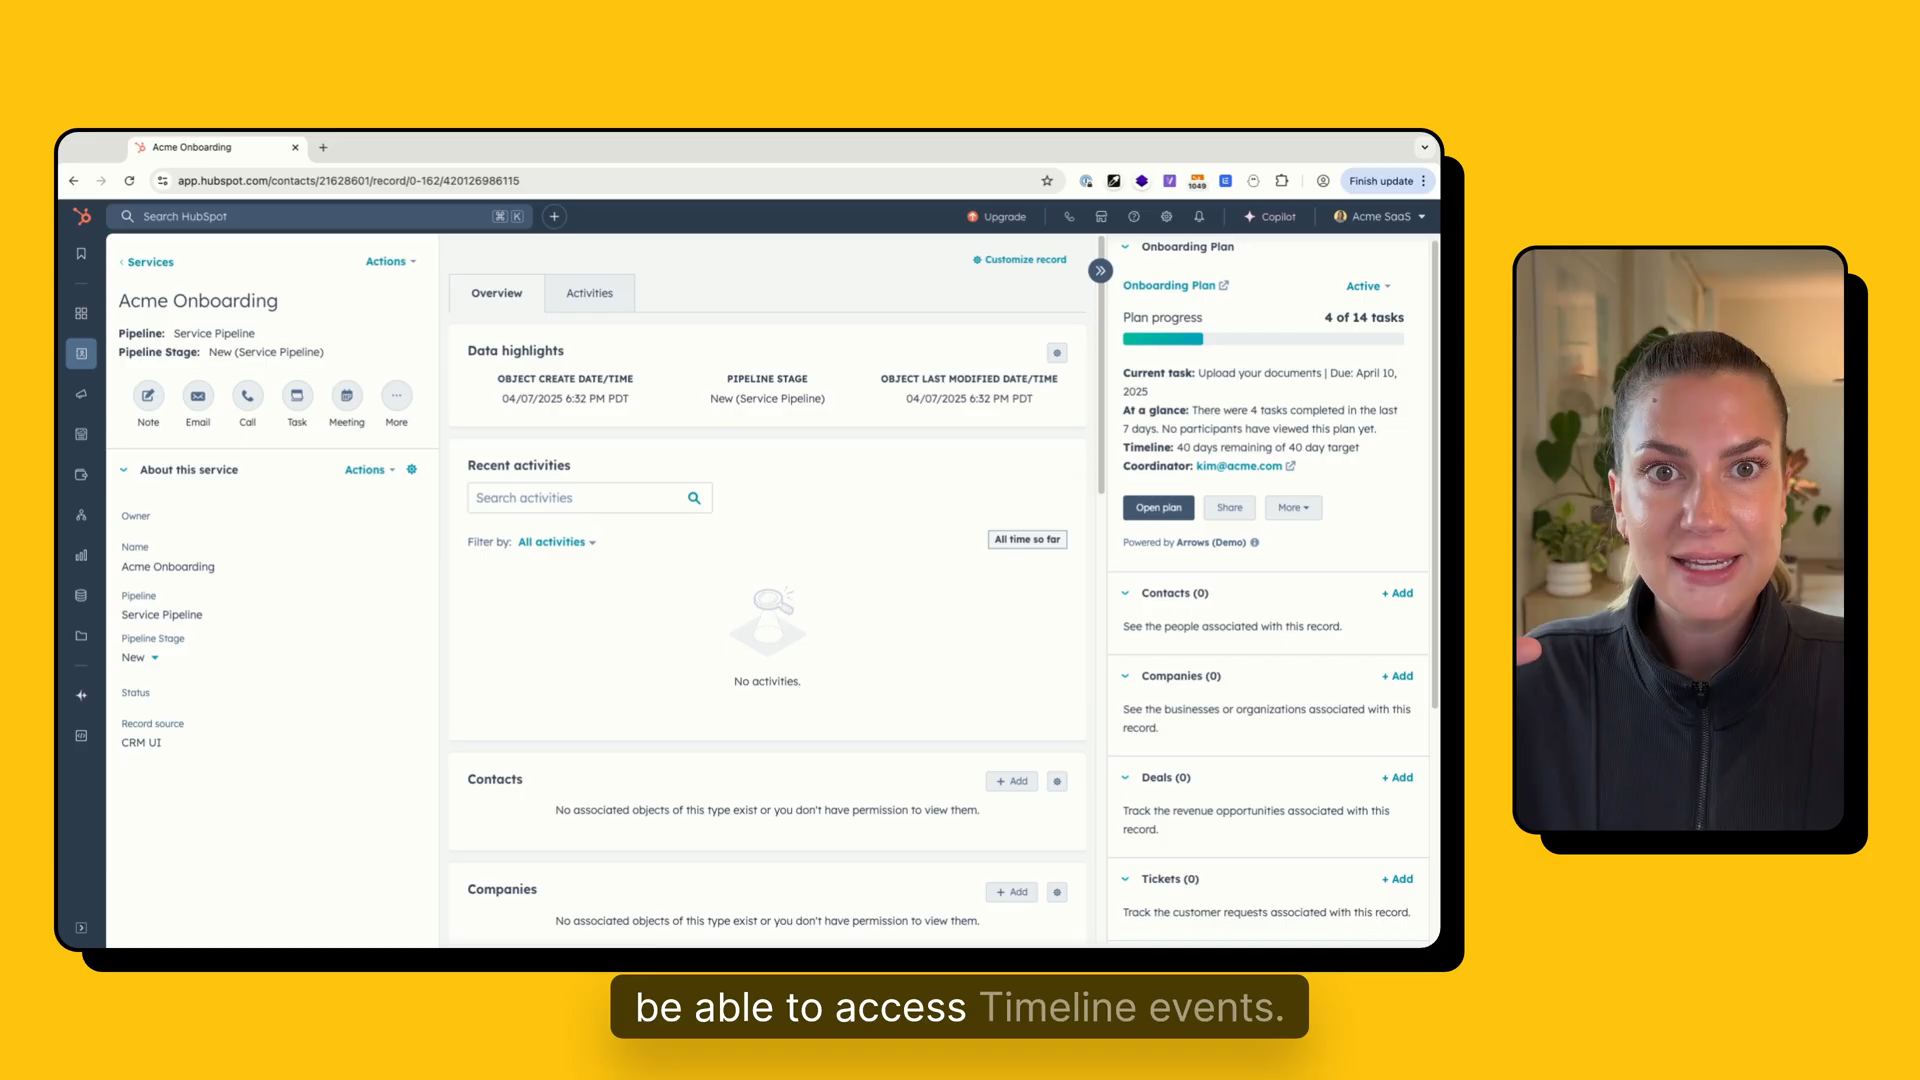 Acme Onboarding
app.hubspot.com/contacts/21628601/record/0-162/420126986115
1049
Finish update
Search HubSpot
⌘ K
Upgrade
Copilot
Acme SaaS
Services
Actions
Acme Onboarding
Pipeline: Service Pipeline
Pipeline Stage: New (Service Pipeline)
Note
Email
Call
Task
Meeting
More
About this service
Actions
Owner
Name
Acme Onboarding
Pipeline
Service Pipeline
Pipeline Stage
New
Status
Record source
CRM UI
Customize record
Overview
Activities
Data highlights
OBJECT CREATE DATE/TIME
04/07/2025 6:32 PM PDT
PIPELINE STAGE
New (Service Pipeline)
OBJECT LAST MODIFIED DATE/TIME
04/07/2025 6:32 PM PDT
Recent activities
Search activities
Filter by: All activities
All time so far
No activities.
Contacts
+ Add
No associated objects of this type exist or you don't have permission to view them.
Companies
+ Add
No associated objects of this type exist or you don't have permission to view them.
Onboarding Plan
Onboarding Plan
Active
Plan progress
4 of 14 tasks
Current task: Upload your documents | Due: April 10,
2025
At a glance: There were 4 tasks completed in the last
7 days. No participants have viewed this plan yet.
Timeline: 40 days remaining of 40 day target
Coordinator: kim@acme.com
Open plan
Share
More
Powered by Arrows (Demo)
Contacts (0)
+ Add
See the people associated with this record.
Companies (0)
+ Add
See the businesses or organizations associated with this
record.
Deals (0)
+ Add
Track the revenue opportunities associated with this
record.
Tickets (0)
+ Add
Track the customer requests associated with this record.
be able to access Timeline events.